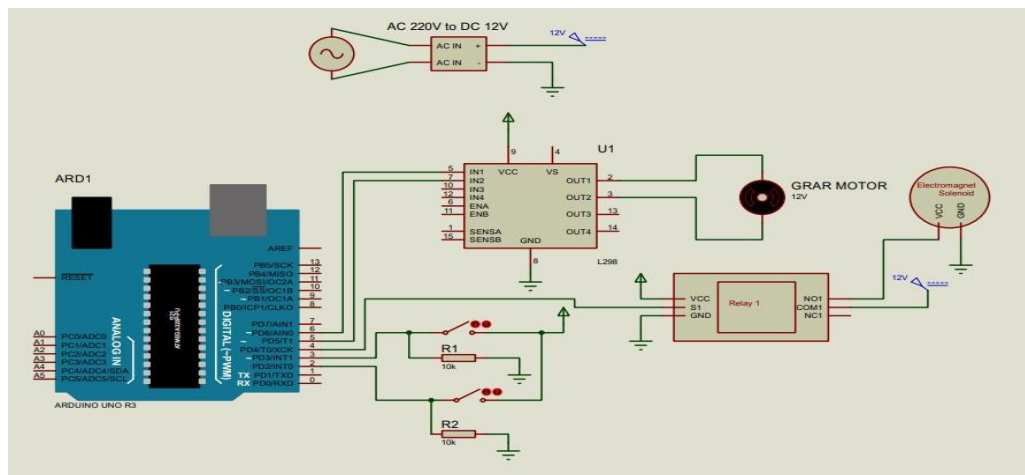 AC 220V to DC 12V
AC IN +
AC IN -
12V
ARD1
RESET
AREF
PB5/SCK 13
PB4/MISO 12
~ PB3/MOSI/OC2A 11
~ PB2/SS/OC1B 10
~ PB1/OC1A 9
PB0/ICP1/CLKO 8
PD7/AIN1 7
~ PD6/AIN0 6
~ PD5/T1 5
PD4/T0/XCK 4
~ PD3/INT1 3
PD2/INT0 2
TX PD1/TXD 1
RX PD0/RXD 0
DIGITAL (~PWM)
ANALOG IN
A0 PC0/ADC0
A1 PC1/ADC1
A2 PC2/ADC2
A3 PC3/ADC3
A4 PC4/ADC4/SDA
A5 PC5/ADC5/SCL
ARDUINO UNO R3
U1
9 4
VCC VS
5 IN1
7 IN2
10 IN3
12 IN4
6 ENA
11 ENB
1 SENSA
15 SENSB
OUT1 2
OUT2 3
OUT3 13
OUT4 14
GND
8
L298
GRAR MOTOR
12V
Electromagnet
Solenoid
VCC
GND
12V
VCC
S1
GND
Relay 1
NO1
COM1
NC1
R1
10k
R2
10k